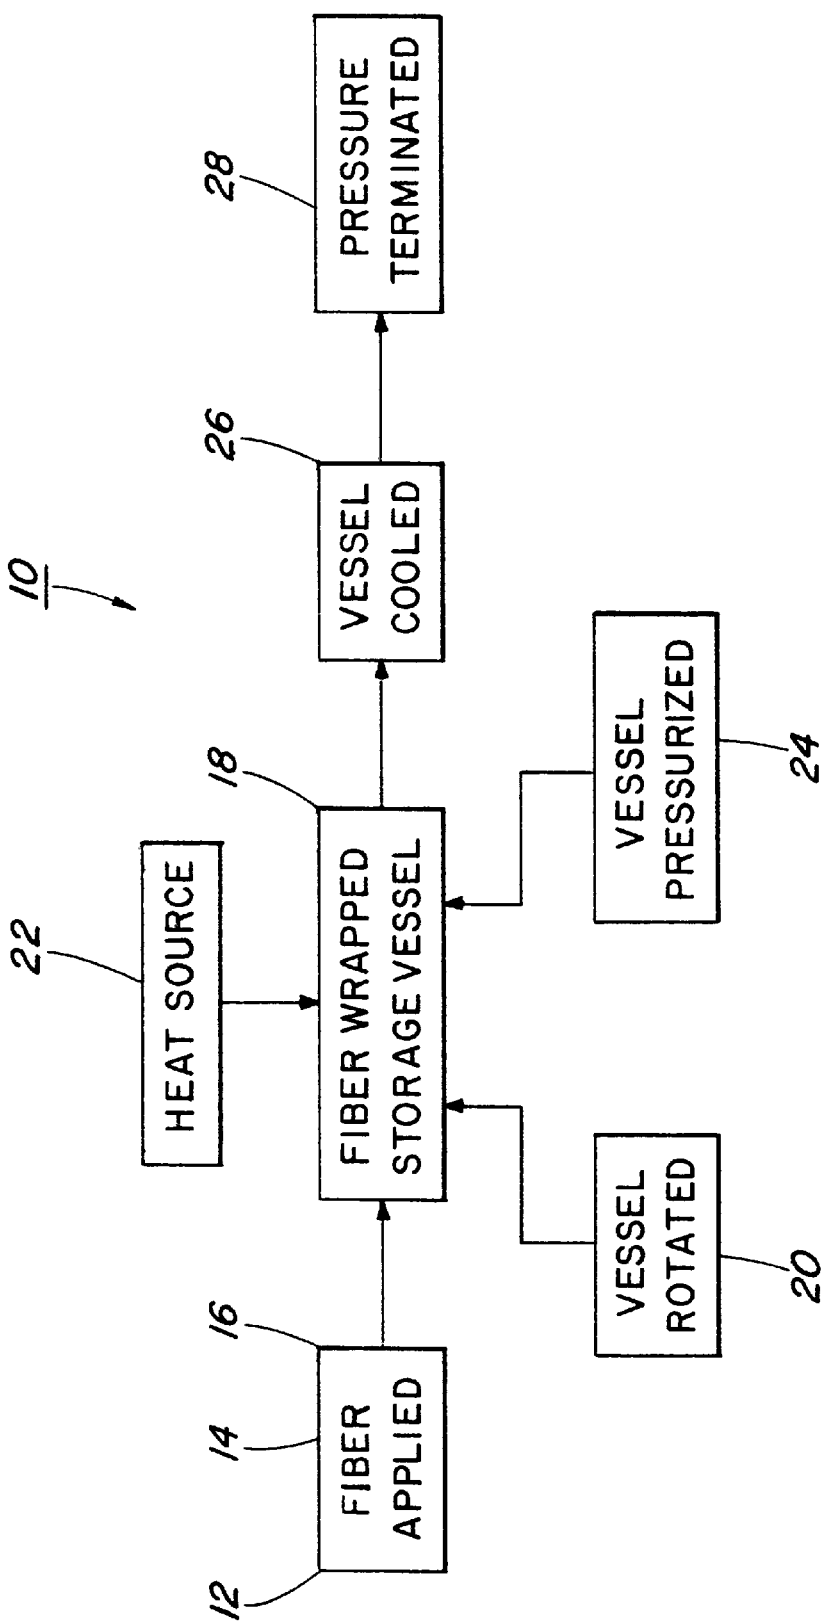 10
22
HEAT SOURCE
12
14
16
FIBER
APPLIED
18
FIBER WRAPPED
STORAGE VESSEL
26
VESSEL
COOLED
28
PRESSURE
TERMINATED
VESSEL
ROTATED
20
VESSEL
PRESSURIZED
24